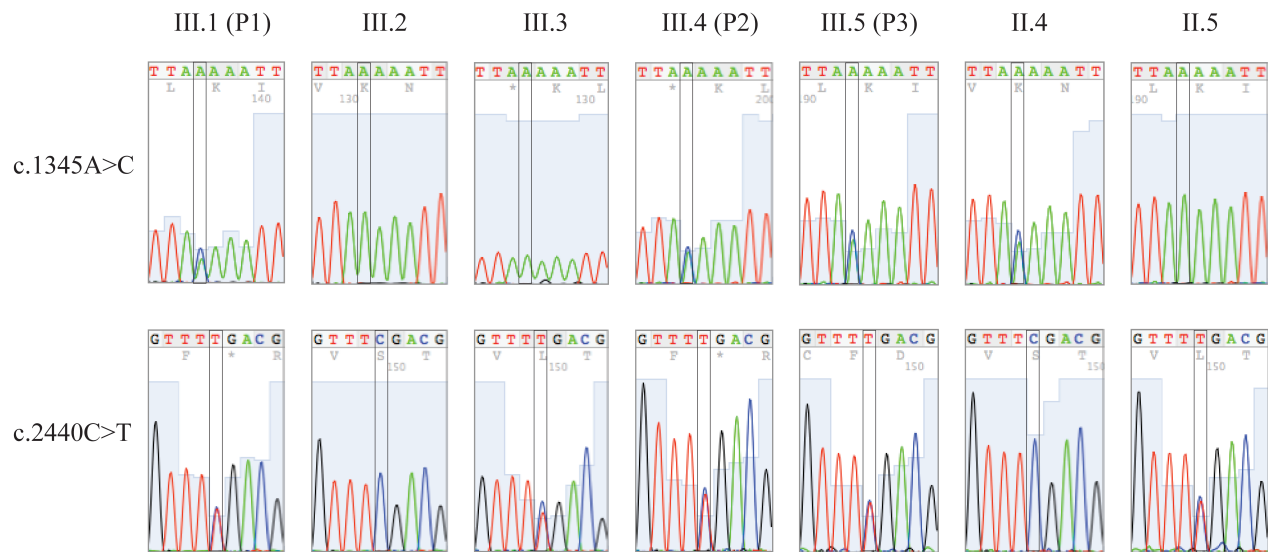 III.1 (P1) III.2 III.3 III.4 (P2) III.5 (P3) II.4 II.5
T T A A A A T T T T A A A A T T T T A A A A T T T T A A A A T T T T A A A A T T T T A A A A T T T T A A A A T T
L K I V K N * K L * K L L K I V K N L K I
140 130 130 200 190 130 190
c.1345A>C
G T T T T G A C G G T T T C G A C G G T T T T G A C G G T T T T G A C G G T T T T G A C G G T T T C G A C G G T T T T G A C G
F * R V S T V L T F * R C F D V S T V L T
150 150 150 150 150
c.2440C>T